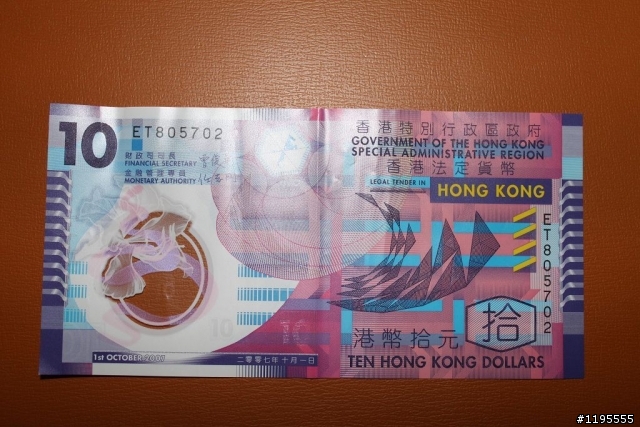 10
ET805702
財政司司長
FINANCIAL SECRETARY
金融管理專員
MONETARY AUTHORITY
1ST OCTOBER 2007
二零零七年十月一日
10
香港特別行政區政府
GOVERNMENT OF THE HONG KONG
SPECIAL ADMINISTRATIVE REGION
香港法定貨幣
LEGAL TENDER IN
HONG KONG
ET805702
港幣拾元
拾
TEN HONG KONG DOLLARS
#1195555